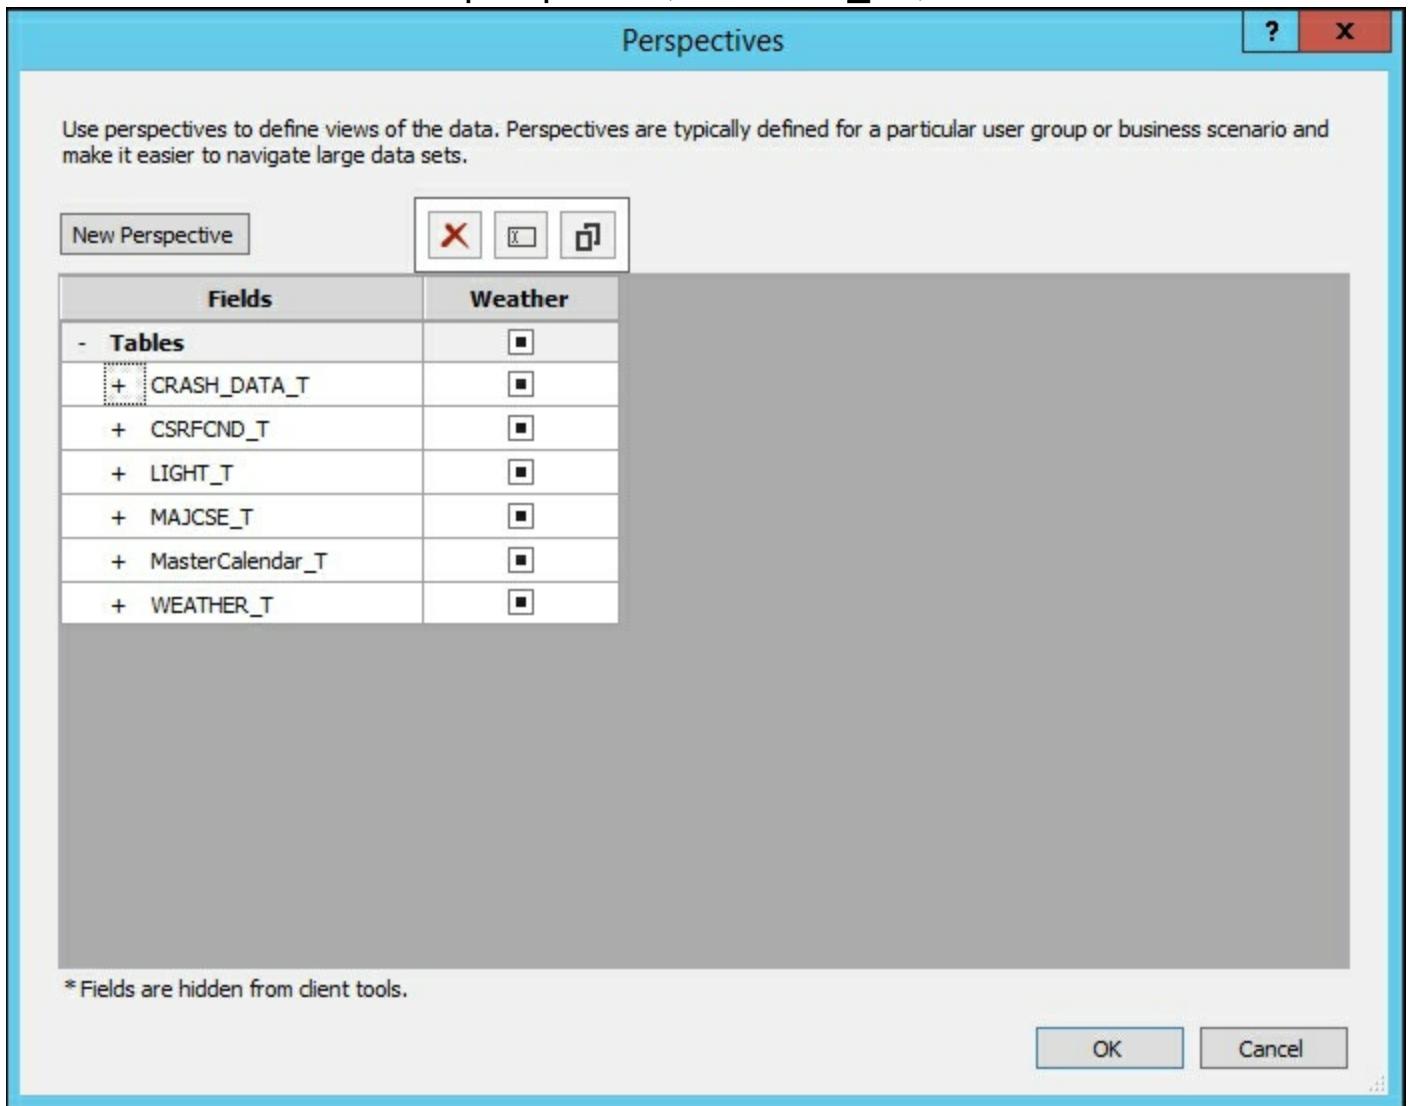 Perspectives
?
x
Use perspectives to define views of the data. Perspectives are typically defined for a particular user group or business scenario and
make it easier to navigate large data sets.
New Perspective
Fields Weather
- Tables
+ CRASH_DATA_T
+ CSRFCND_T
+ LIGHT_T
+ MAJCSE_T
+ MasterCalendar_T
+ WEATHER_T
* Fields are hidden from client tools.
OK Cancel